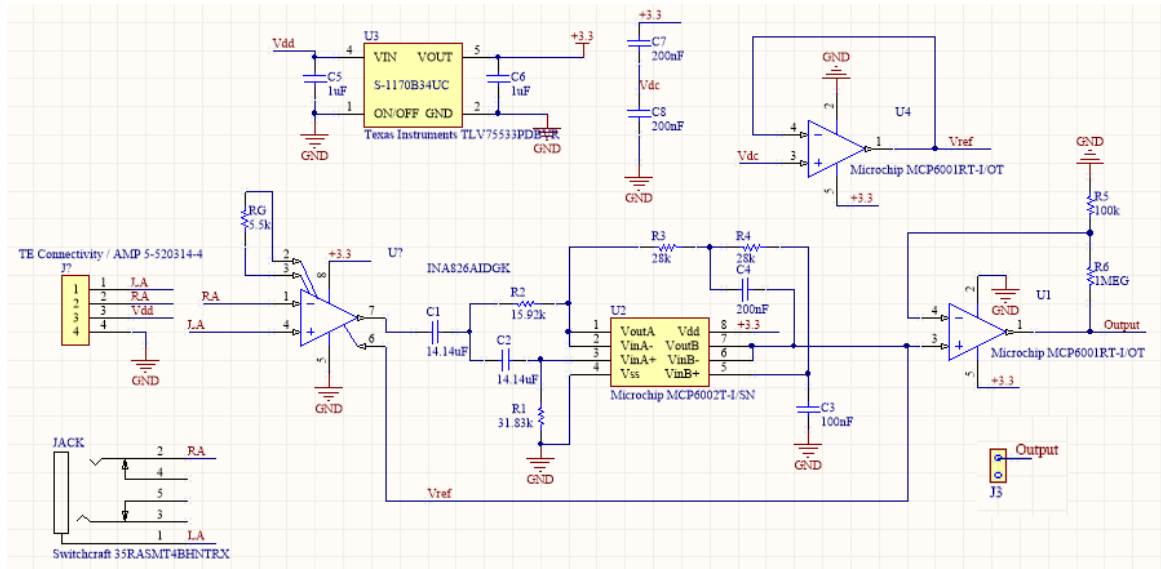 +3.3
C7
200nF
Vdc
C8
200nF
GND
Vdd
U3
+3.3
4 VIN VOUT 5
S-1170B34UC
C5
1uF
C6
1uF
1 ON/OFF GND 2
Texas Instruments TLV75533PDBVR
GND
GND
GND
2
U4
4
1
Vref
Vdc
3
Microchip MCP6001RT-I/OT
5
+3.3
GND
R5
100k
R6
1MEG
RG
5.5k
2
3
+3.3
8
U?
INA826AIDGK
TE Connectivity / AMP 5-520314-4
J?
1 1 LA
2 2 RA
3 3 Vdd
4 4
GND
RA
1
LA
4
7
6
5
GND
C1
14.14uF
R2
15.92k
C2
14.14uF
R1
31.83k
GND
R3
28k
R4
28k
C4
200nF
U2
1 VoutA Vdd 8 +3.3
2 VinA- VoutB 7
3 VinA+ VinB- 6
4 Vss VinB+ 5
Microchip MCP6002T-I/SN
C3
100nF
GND
2
GND
U1
4
1
Output
3
Microchip MCP6001RT-I/OT
5
+3.3
Vref
JACK
2 RA
4
5
3
1 LA
Switchcraft 35RASMT4BHNTRX
Output
J3